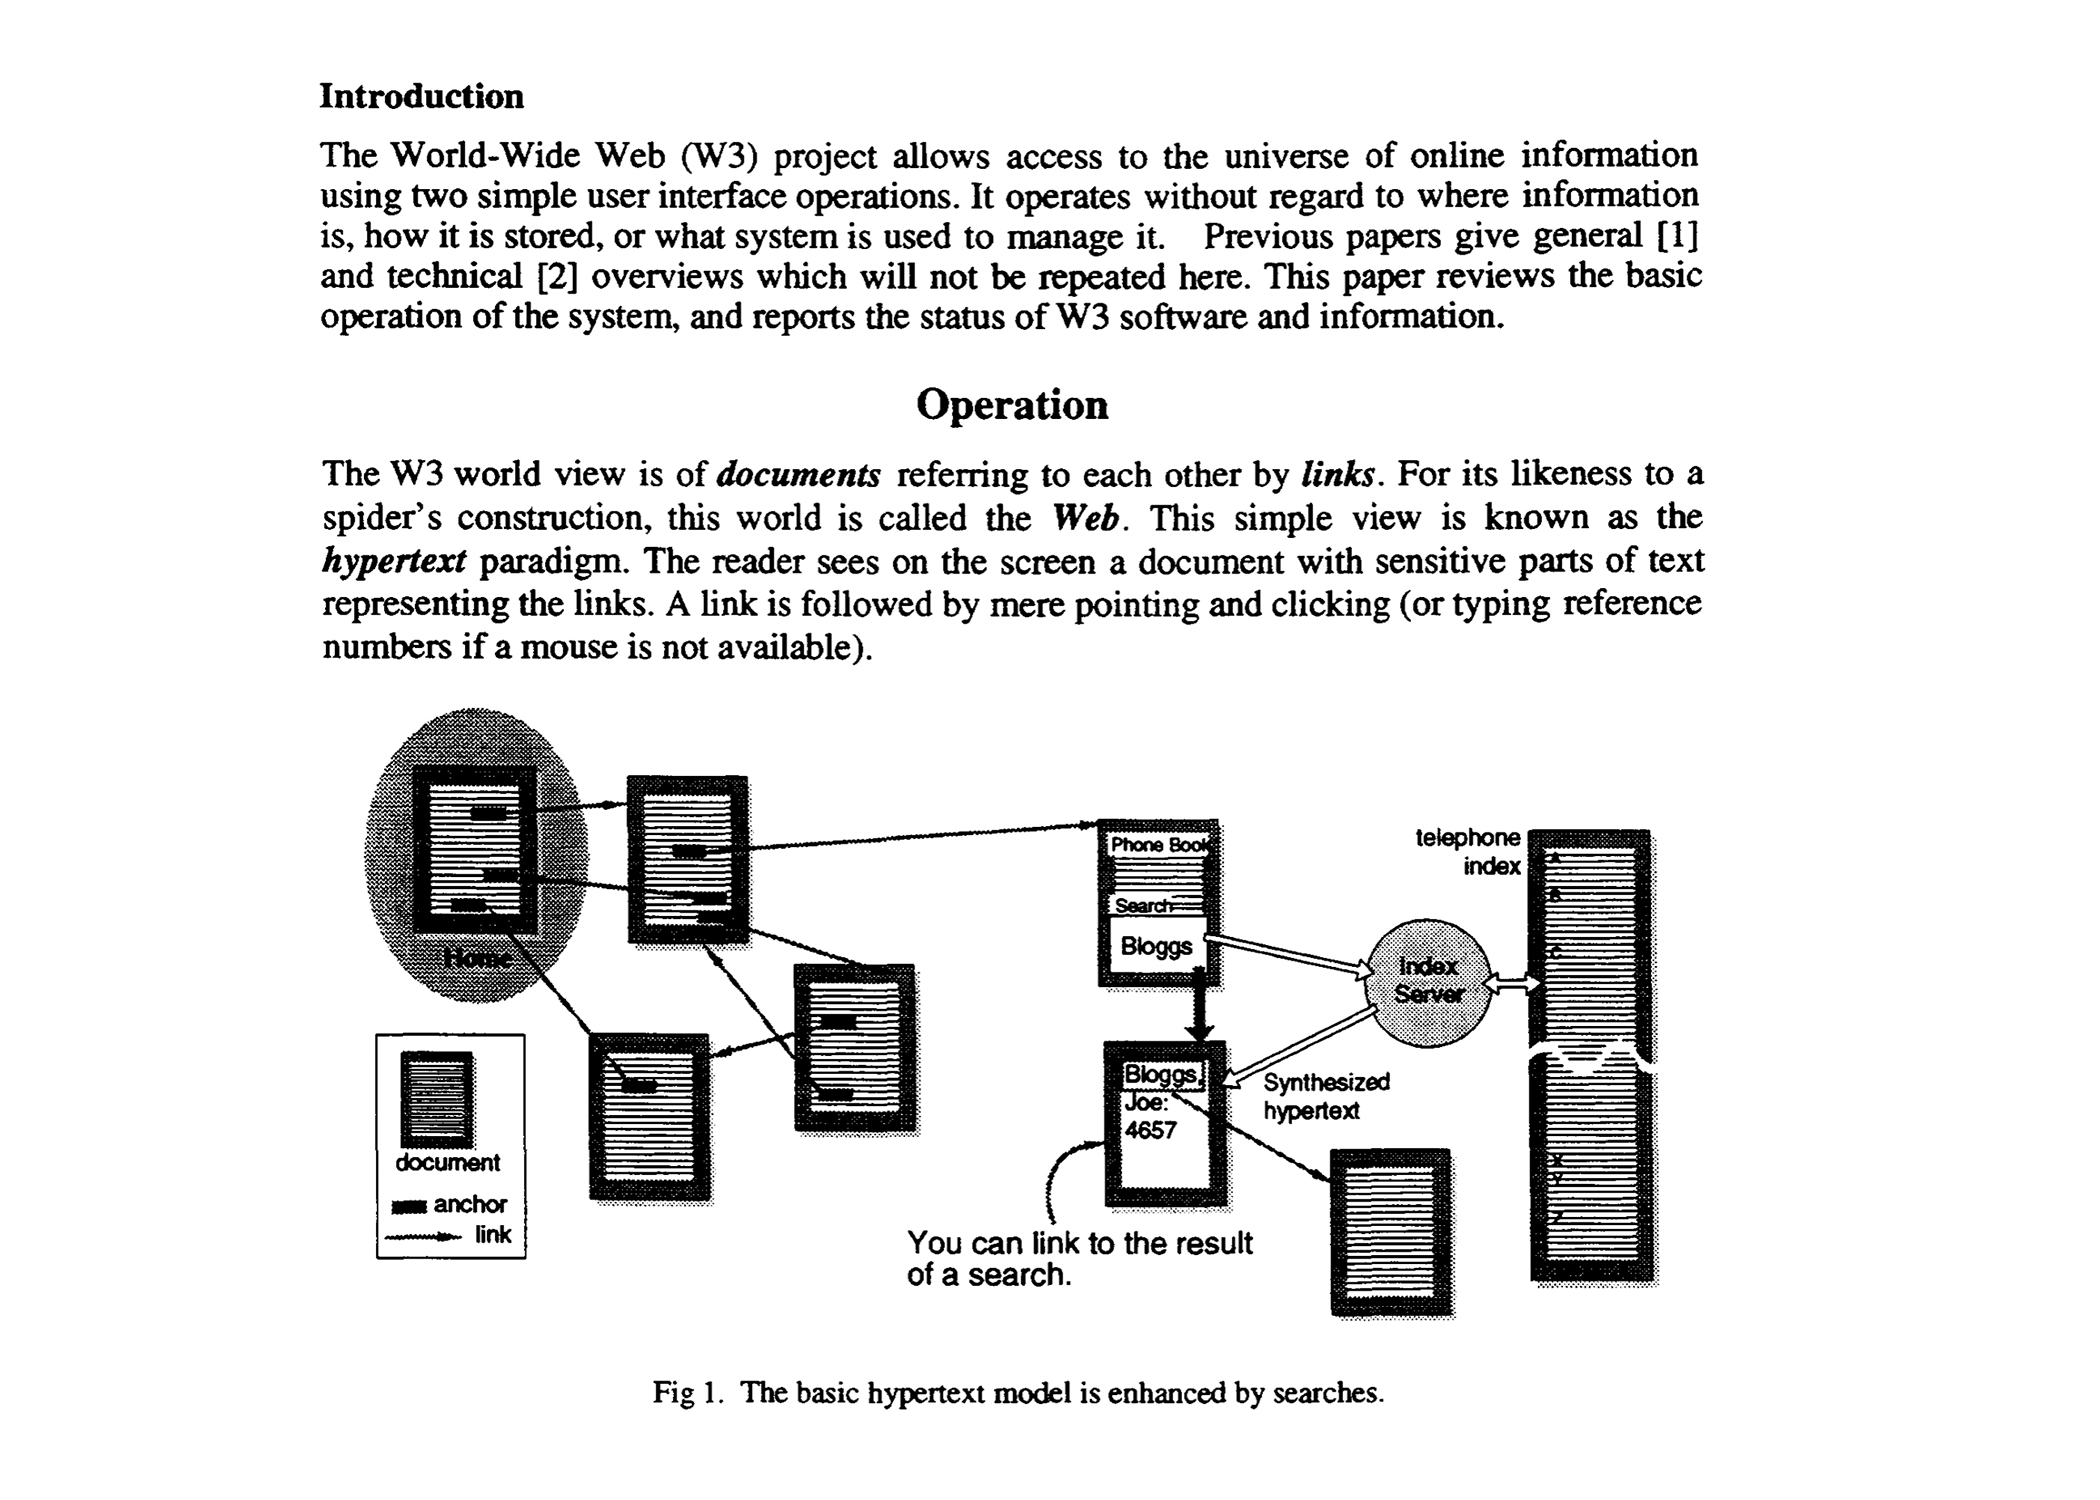 Introduction
The World-Wide Web (W3) project allows access to the universe of online information
using two simple user interface operations. It operates without regard to where information
is, how it is stored, or what system is used to manage it. Previous papers give general [1]
and technical [2] overviews which will not be repeated here. This paper reviews the basic
operation of the system, and reports the status of W3 software and information.
Operation
The W3 world view is of documents referring to each other by links. For its likeness to a
spider's construction, this world is called the Web. This simple view is known as the
hypertext paradigm. The reader sees on the screen a document with sensitive parts of text
representing the links. A link is followed by mere pointing and clicking (or typing reference
numbers if a mouse is not available).
Home
document
anchor
link
Phone Book
Search
Bloggs
Bloggs,
Joe:
4657
You can link to the result
of a search.
Index
Server
Synthesized
hypertext
telephone
index
A
B
C
X
Y
Z
Fig 1. The basic hypertext model is enhanced by searches.